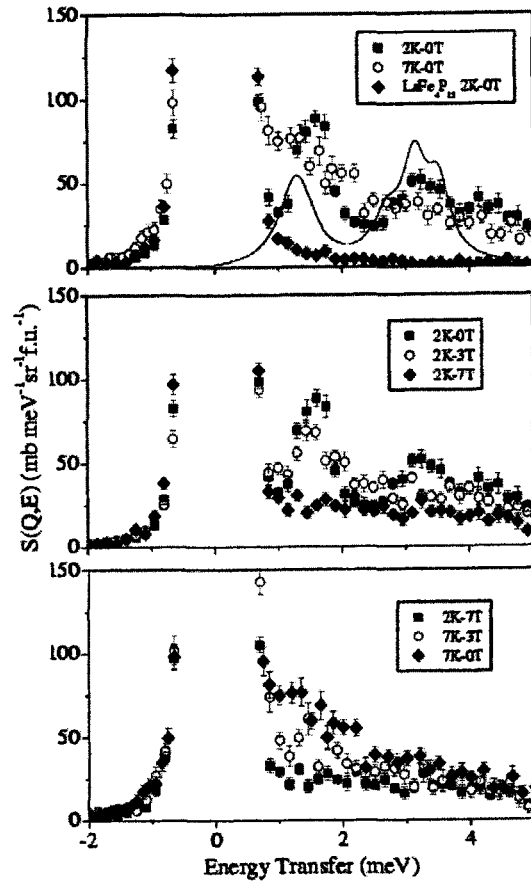 150
2K-0T
7K-0T
LaFe₄P₁₂ 2K-0T
100
50
0
150
2K-0T
2K-3T
2K-7T
100
50
0
150
2K-7T
7K-3T
7K-0T
100
50
0
-2 0 2 4
S(Q,E) (mb meV⁻¹sr⁻¹f.u.⁻¹)
Energy Transfer (meV)